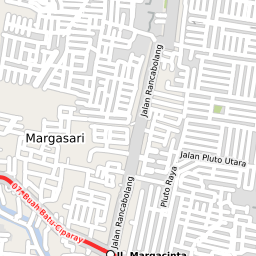 Jalan Rancabolang
Margasari
Jalan Pluto Utara
Pluto Raya
07: Buah Batu-Ciparay
Jalan Rancabolang
Jl. Margacinta